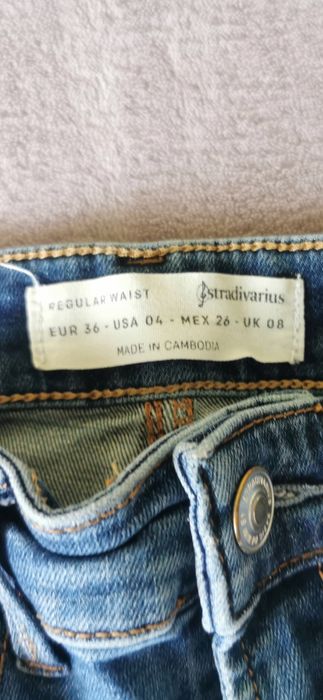 REGULAR WAIST
stradivarius
EUR 36 - USA 04 - MEX 26 - UK 08
MADE IN CAMBODIA